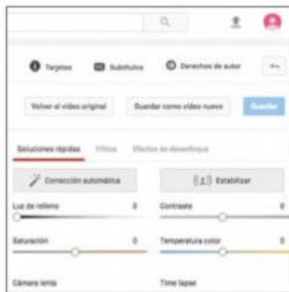 Tarjetas Subtítulos Derechos de autor
Volver al vídeo original Guardar como vídeo nuevo Guardar
Soluciones rápidas Filtros Efectos de desenfoque
Corrección automática Estabilizar
Luz de relleno 0 Contraste 0
Saturación 0 Temperatura color 0
Cámara lenta Time lapse